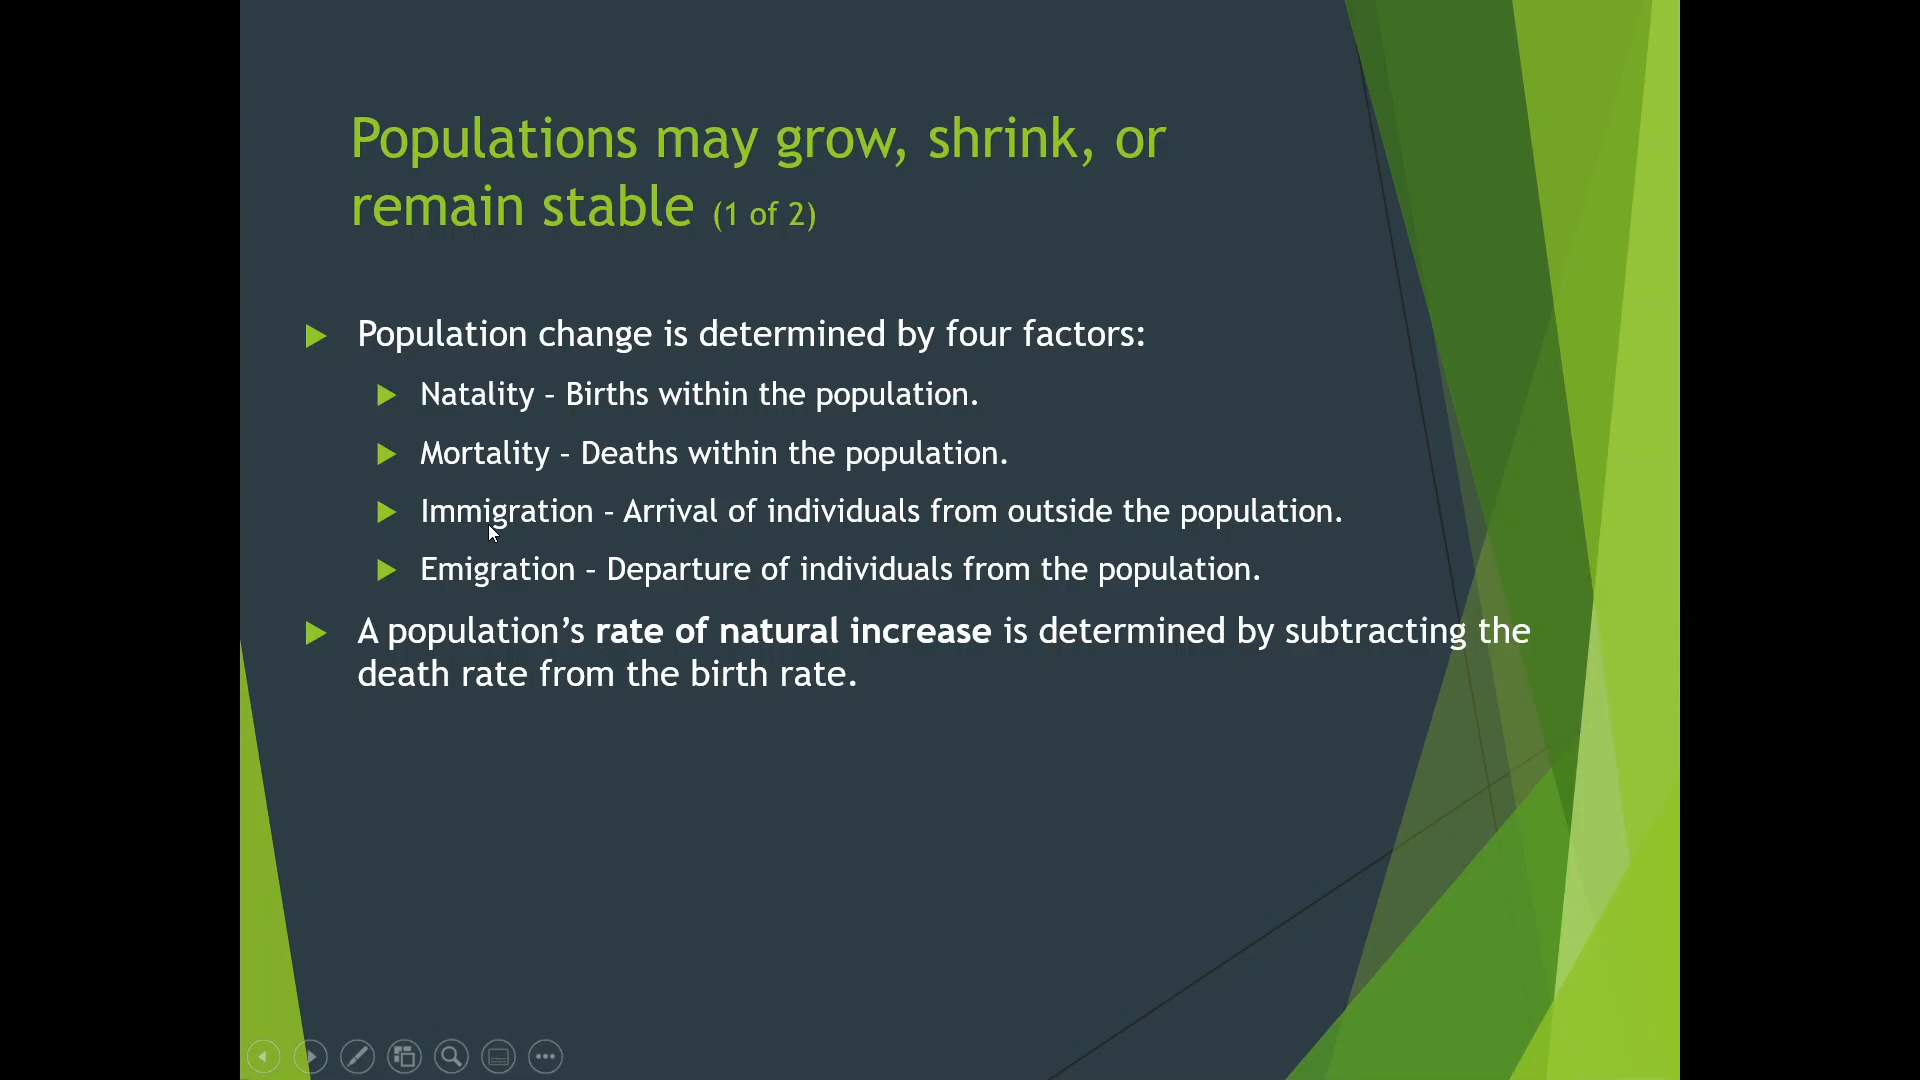 Populations may grow, shrink, or
remain stable (1 of 2)
Population change is determined by four factors:
Natality – Births within the population.
Mortality – Deaths within the population.
Immigration – Arrival of individuals from outside the population.
Emigration – Departure of individuals from the population.
A population’s rate of natural increase is determined by subtracting the
death rate from the birth rate.